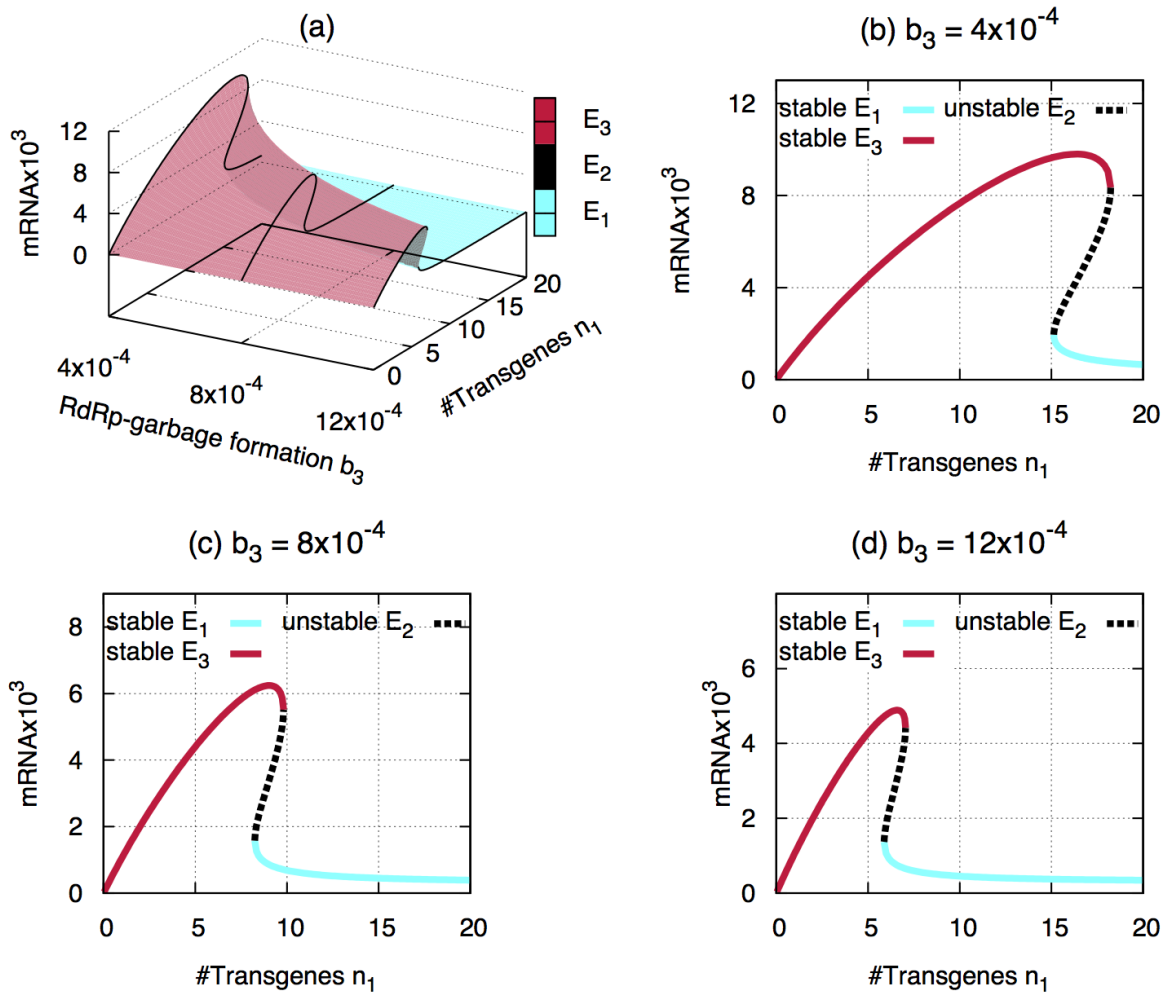 (a)
mRNAx10³
12
8
4
0
4x10⁻⁴
8x10⁻⁴
12x10⁻⁴
RdRp-garbage formation b₃
0
5
10
15
20
#Transgenes n₁
E₃
E₂
E₁
(b) b₃ = 4x10⁻⁴
stable E₁ unstable E₂
stable E₃
mRNAx10³
12
8
4
0
0 5 10 15 20
#Transgenes n₁
(c) b₃ = 8x10⁻⁴
stable E₁ unstable E₂
stable E₃
mRNAx10³
8
6
4
2
0
0 5 10 15 20
#Transgenes n₁
(d) b₃ = 12x10⁻⁴
stable E₁ unstable E₂
stable E₃
mRNAx10³
6
4
2
0
0 5 10 15 20
#Transgenes n₁